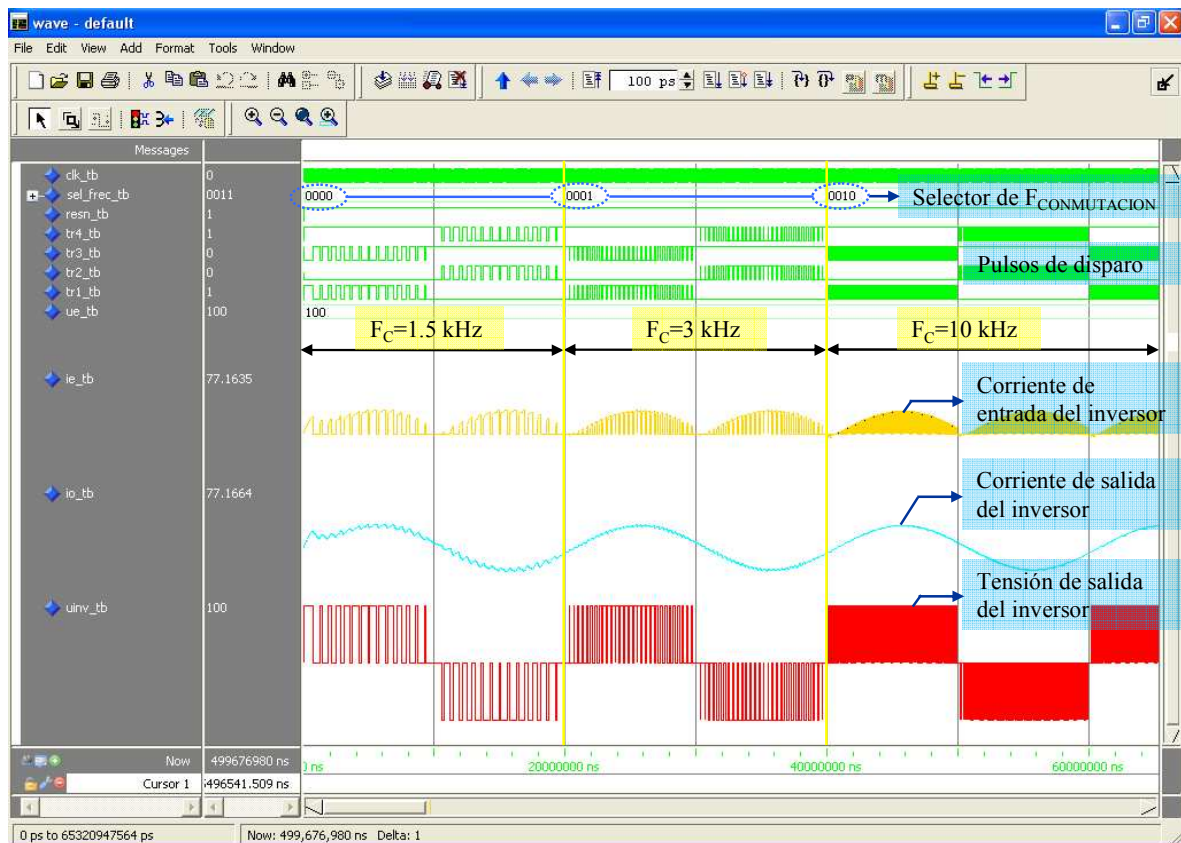 wave - default
File Edit View Add Format Tools Window
100 ps
Messages
clk_tb 0
sel_frec_tb 0011 0000 0001 0010 Selector de FCONMUTACION
resn_tb 1
tr4_tb 1
tr3_tb 0
tr2_tb 0 Pulsos de disparo
tr1_tb 1
ue_tb 100 100
FC=1.5 kHz FC=3 kHz FC=10 kHz
ie_tb 77.1635
Corriente de
entrada del inversor
io_tb 77.1664
Corriente de salida
del inversor
Tensión de salida
del inversor
uinv_tb 100
Now 499676980 ns
20000000 ns 40000000 ns 60000000 ns
Cursor 1 496541.509 ns
0 ps to 65320947564 ps Now: 499,676,980 ns Delta: 1